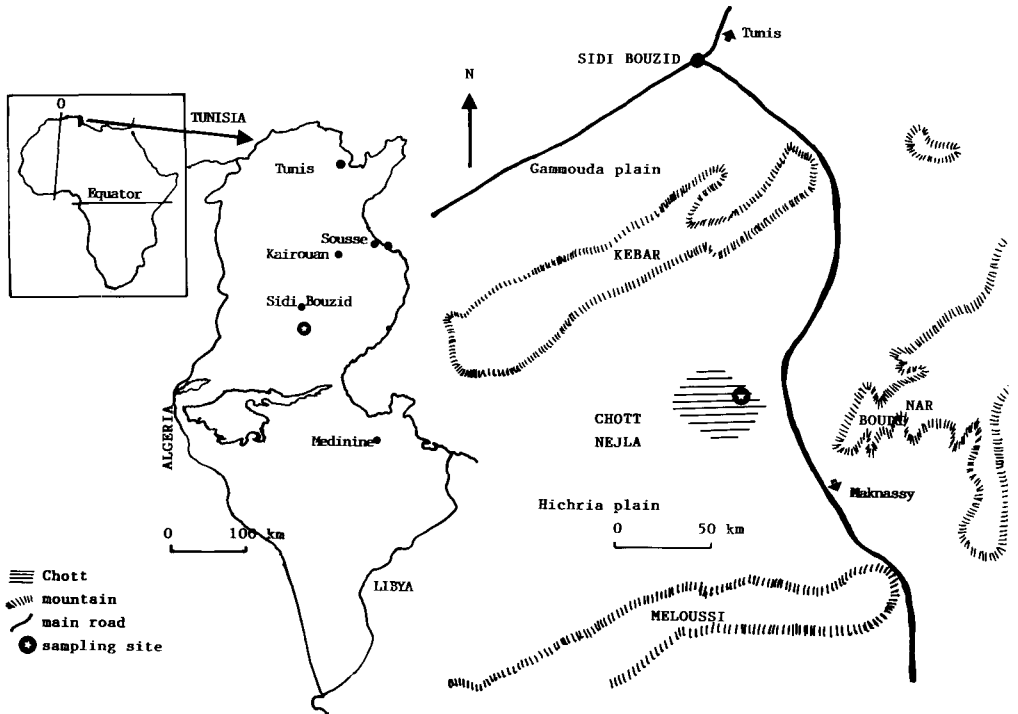 0
TUNISIA
Equator
Tunis
Sousse
Kairouan
Sidi Bouzid
ALGERIA
Medinine
0 100 km
LIBYA
Chott
mountain
main road
sampling site
N
Tunis
SIDI BOUZID
Gammouda plain
KEBAR
CHOTT
NEJLA
NAR
Maknassy
Hichria plain
0 50 km
MELOUSSI